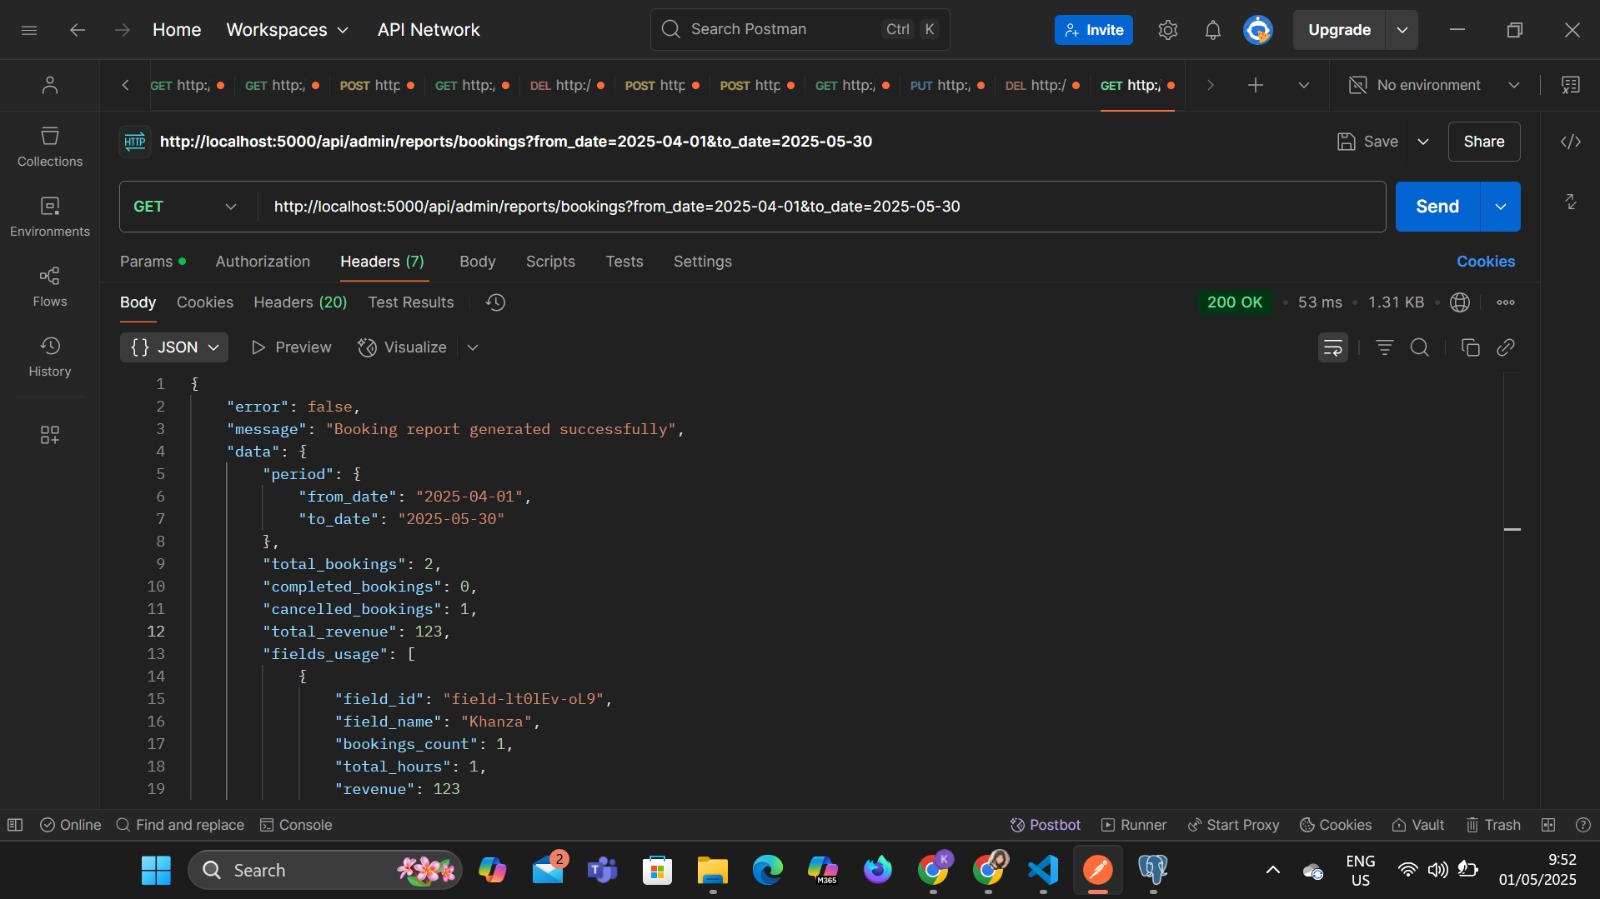 Home Workspaces API Network Search Postman Ctrl K Invite Upgrade
GET http:/ GET http:/ POST http GET http:/ DEL http:/ POST http POST http GET http:/ PUT http:/ DEL http:/ GET http:/ No environment
HTTP http://localhost:5000/api/admin/reports/bookings?from_date=2025-04-01&to_date=2025-05-30 Save Share
Collections
GET http://localhost:5000/api/admin/reports/bookings?from_date=2025-04-01&to_date=2025-05-30 Send
Environments
Params Authorization Headers (7) Body Scripts Tests Settings Cookies
Flows
Body Cookies Headers (20) Test Results 200 OK • 53 ms • 1.31 KB •
{} JSON Preview Visualize
History
1 {
2 "error": false,
3 "message": "Booking report generated successfully",
4 "data": {
5 "period": {
6 "from_date": "2025-04-01",
7 "to_date": "2025-05-30"
8 },
9 "total_bookings": 2,
10 "completed_bookings": 0,
11 "cancelled_bookings": 1,
12 "total_revenue": 123,
13 "fields_usage": [
14 {
15 "field_id": "field-lt0lEv-oL9",
16 "field_name": "Khanza",
17 "bookings_count": 1,
18 "total_hours": 1,
19 "revenue": 123
Online Find and replace Console Postbot Runner Start Proxy Cookies Vault Trash
Search 2 M365 K ENG US 9:52 01/05/2025